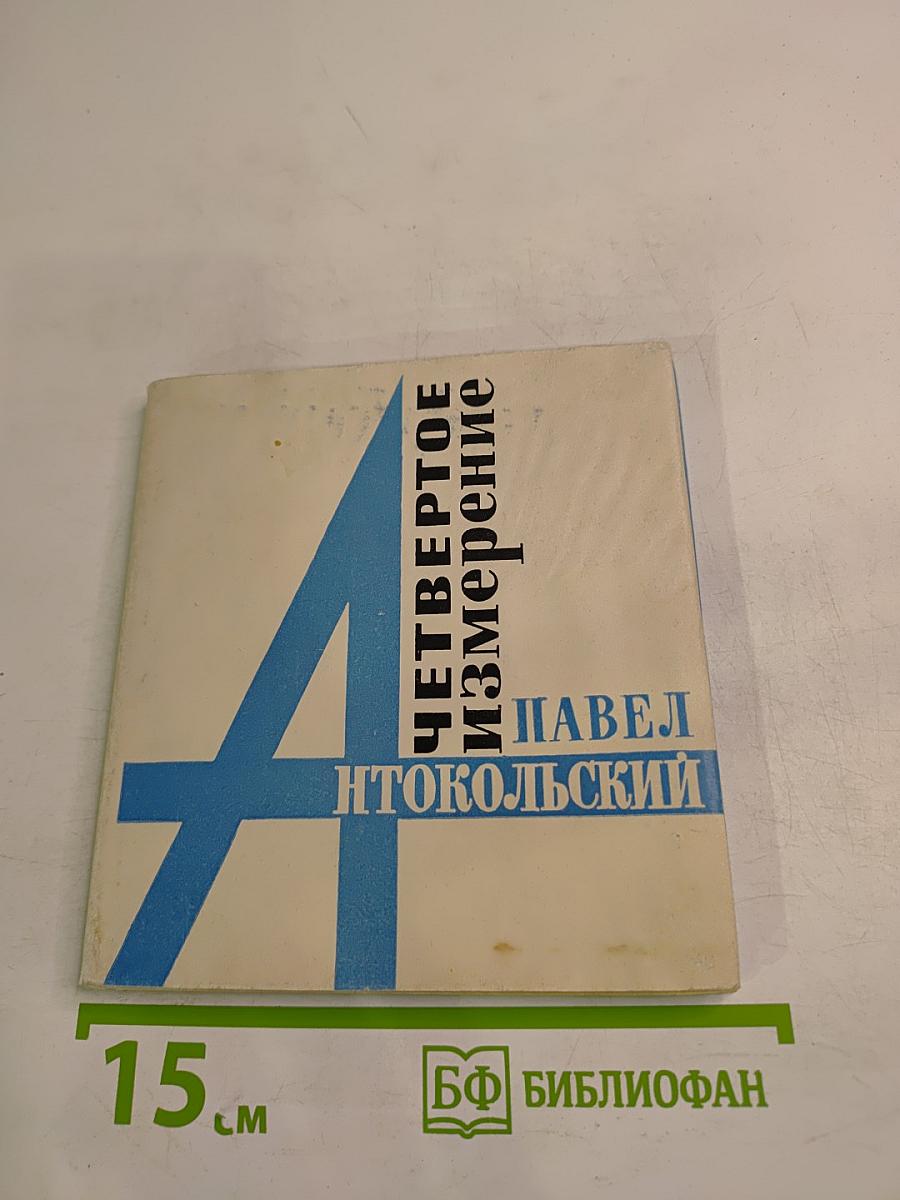 ЧЕТВЕРТОЕ
измерение
ПАВЕЛ
АНТОКОЛЬСКИЙ
15 см
БФ БИБЛИОФАН